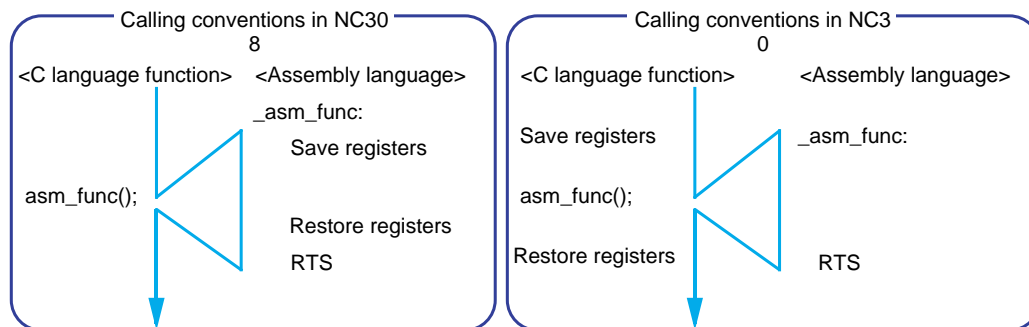 Calling conventions in NC30
8
<C language function> <Assembly language>
_asm_func:
Save registers
asm_func();
Restore registers
RTS
Calling conventions in NC3
0
<C language function> <Assembly language>
Save registers _asm_func:
asm_func();
Restore registers RTS